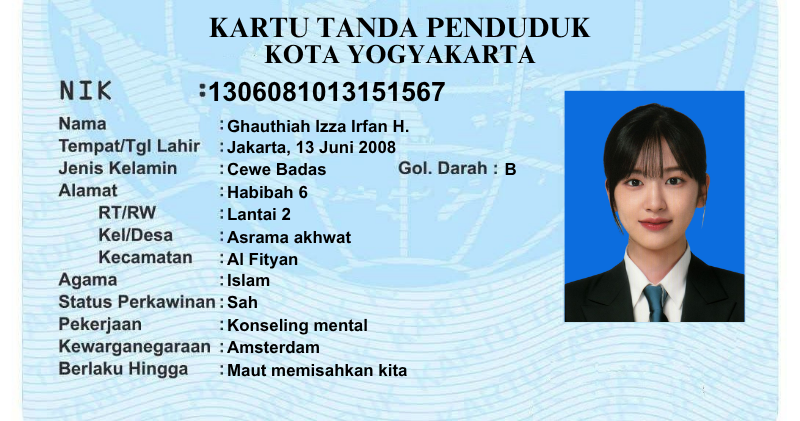 KARTU TANDA PENDUDUK
KOTA YOGYAKARTA
NIK :1306081013151567
Nama : Ghauthiah Izza Irfan H.
Tempat/Tgl Lahir : Jakarta, 13 Juni 2008
Jenis Kelamin : Cewe Badas Gol. Darah : B
Alamat : Habibah 6
RT/RW : Lantai 2
Kel/Desa : Asrama akhwat
Kecamatan : Al Fityan
Agama : Islam
Status Perkawinan : Sah
Pekerjaan : Konseling mental
Kewarganegaraan : Amsterdam
Berlaku Hingga : Maut memisahkan kita